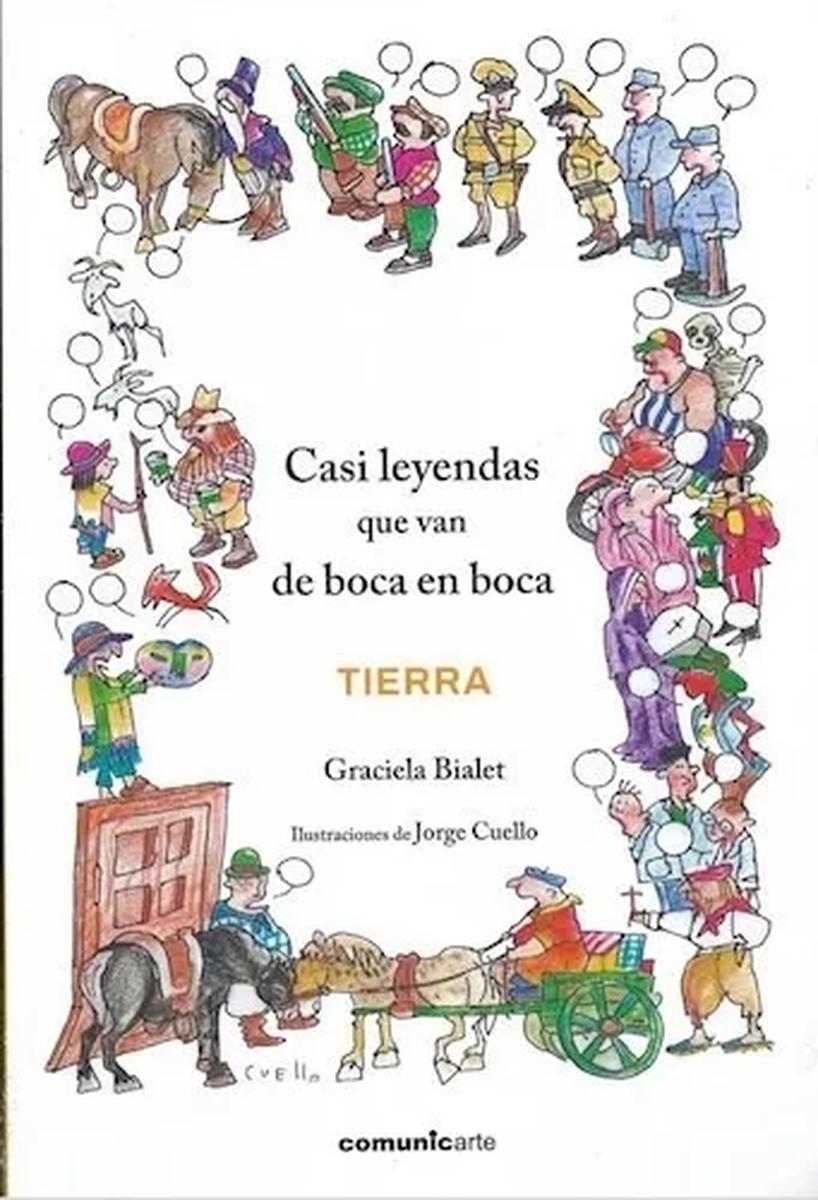 Casi leyendas
que van
de boca en boca
TIERRA
Graciela Bialet
Ilustraciones de Jorge Cuello
CUEllo
comunicarte